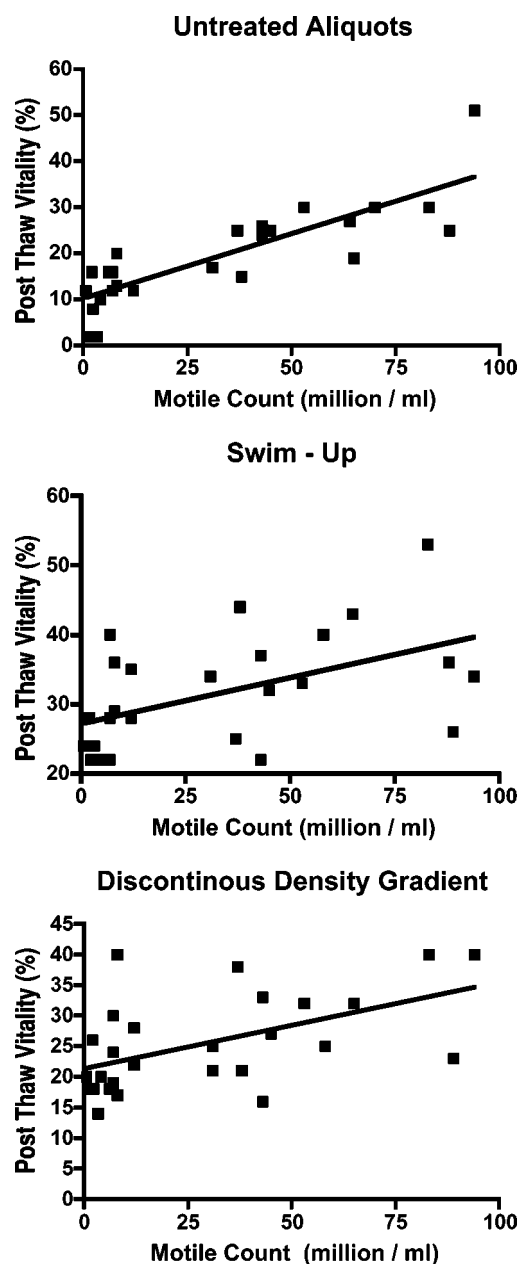 Untreated Aliquots
Post Thaw Vitality (%)
60
50
40
30
20
10
0
0 25 50 75 100
Motile Count (million / ml)
Swim - Up
Post Thaw Vitality (%)
60
50
40
30
20
0 25 50 75 100
Motile Count (million / ml)
Discontinous Density Gradient
Post Thaw Vitality (%)
45
40
35
30
25
20
15
10
5
0
0 25 50 75 100
Motile Count (million / ml)